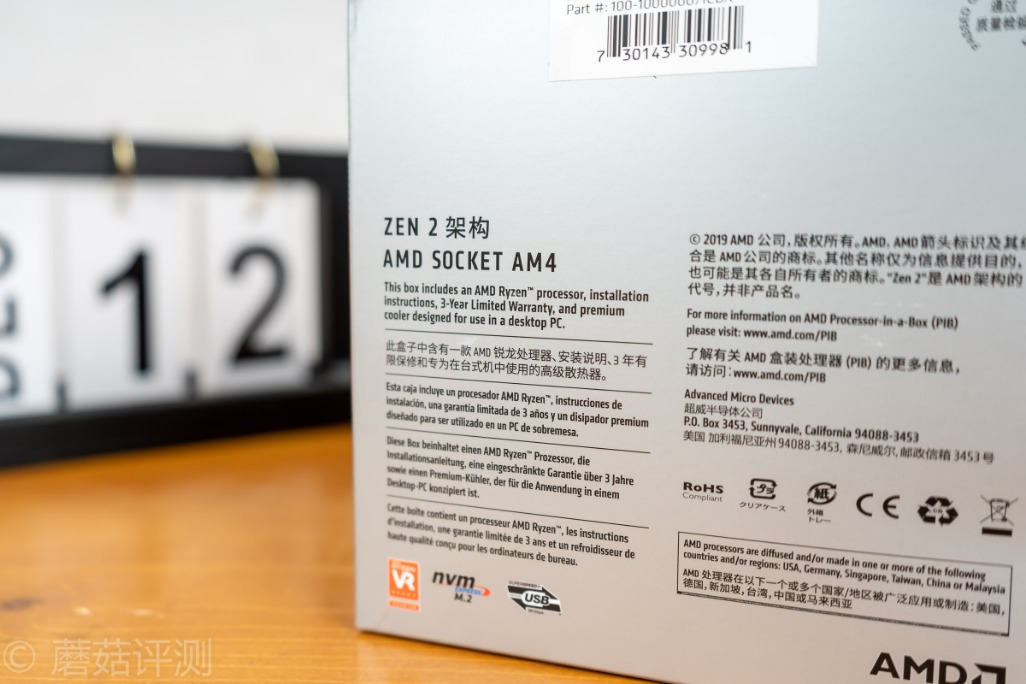 Part #: 
7 30143 30998 1
通过
质量检验
1 2
ZEN 2 架构
AMD SOCKET AM4
This box includes an AMD Ryzen™ processor, installation
instructions, 3-Year Limited Warranty, and premium
cooler designed for use in a desktop PC.
此盒子中含有一款 AMD 锐龙处理器、安装说明、3 年有
限保修和专为在台式机中使用的高级散热器。
Esta caja incluye un procesador AMD Ryzen™, instrucciones de
instalación, una garantía limitada de 3 años y un disipador premium
diseñado para ser utilizado en un PC de sobremesa.
Diese Box beinhaltet einen AMD Ryzen™ Prozessor, die
Installationsanleitung, eine eingeschränkte Garantie über 3 Jahre
sowie einen Premium-Kühler, der für die Anwendung in einem
Desktop-PC konzipiert ist.
Cette boîte contient un processeur AMD Ryzen™, les instructions
d'installation, une garantie limitée de 3 ans et un refroidisseur de
haute qualité conçu pour les ordinateurs de bureau.
VR
nvm
EXPRESS
M.2
SUPERSPEED
USB
© 2019 AMD 公司，版权所有。AMD, AMD 箭头标识及其
合是 AMD 公司的商标。其他名称仅为信息提供目的，
也可能是其各自所有者的商标。"Zen 2"是 AMD 架构的
代号，并非产品名。
For more information on AMD Processor-in-a-Box (PIB)
please visit: www.amd.com/PIB
了解有关 AMD 盒装处理器 (PIB) 的更多信息，
请访问：www.amd.com/PIB
Advanced Micro Devices
超威半导体公司
P.O. Box 3453, Sunnyvale, California 94088-3453
美国 加利福尼亚州 94088-3453, 森尼威尔, 邮政信箱 3453 号
RoHS
Compliant
プラ
クリアケース
紙
外箱
トレー
CE
AMD processors are diffused and/or made in one or more of the following
countries and/or regions: USA, Germany, Singapore, Taiwan, China or Malaysia
AMD 处理器在以下一个或多个国家/地区被广泛应用或制造：美国，
德国，新加坡，台湾，中国或马来西亚
AMD
© 蘑菇评测